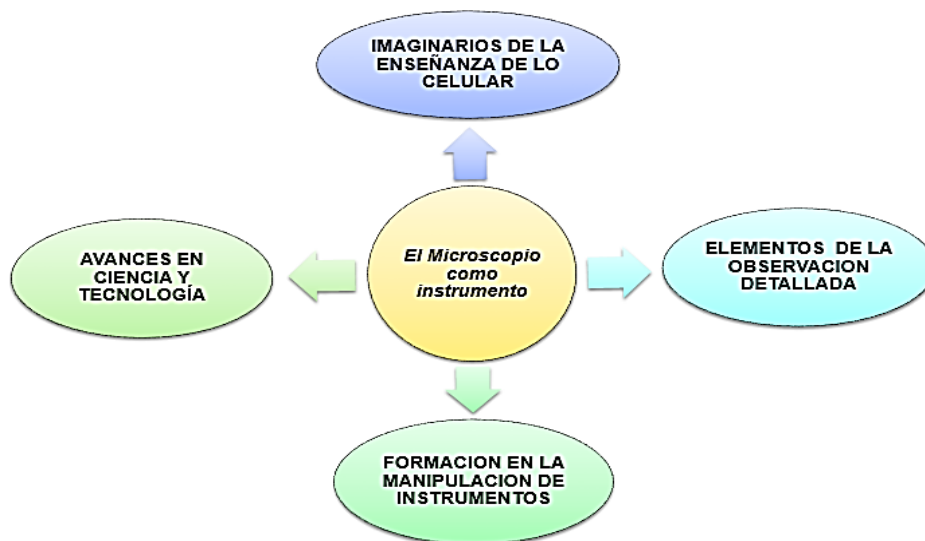 IMAGINARIOS DE LA
ENSEÑANZA DE LO
CELULAR
AVANCES EN
CIENCIA Y
TECNOLOGÍA
El Microscopio
como
instrumento
ELEMENTOS DE LA
OBSERVACION
DETALLADA
FORMACION EN LA
MANIPULACION DE
INSTRUMENTOS